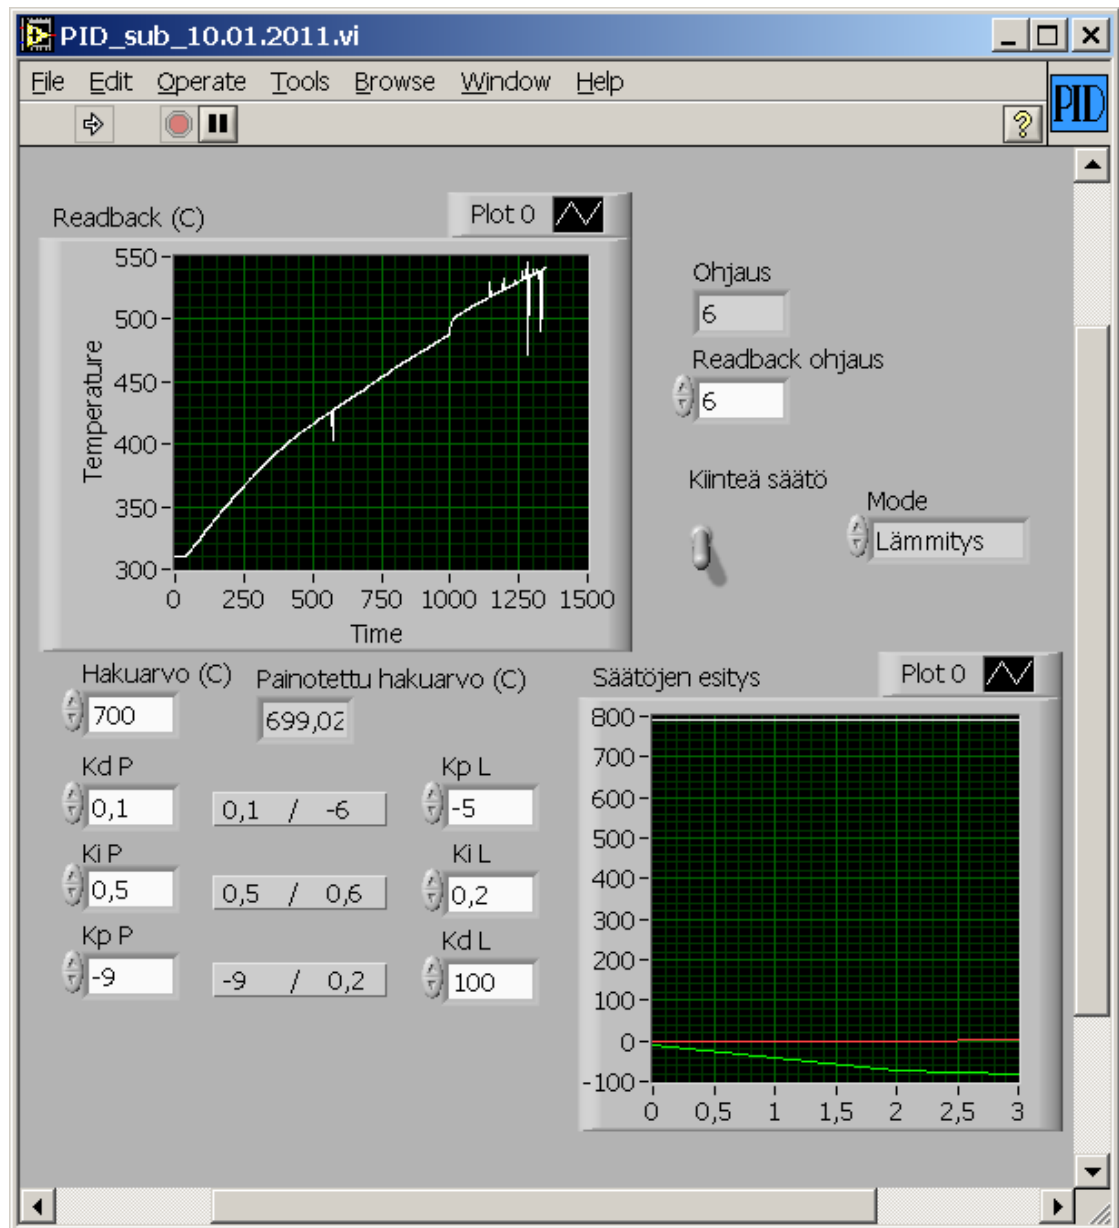 PID_sub_10.01.2011.vi
File Edit Operate Tools Browse Window Help
PID
Readback (C)
Plot 0
550
500
450
400
350
300
Temperature
0 250 500 750 1000 1250 1500
Time
Ohjaus
6
Readback ohjaus
6
Kiinteä säätö
Mode
Lämmitys
Hakuarvo (C)
700
Painotettu hakuarvo (C)
699,02
Kd P
0,1
0,1 / -6
Kp L
-5
Ki P
0,5
0,5 / 0,6
Ki L
0,2
Kp P
-9
-9 / 0,2
Kd L
100
Säätöjen esitys
Plot 0
800
700
600
500
400
300
200
100
0
-100
0 0,5 1 1,5 2 2,5 3